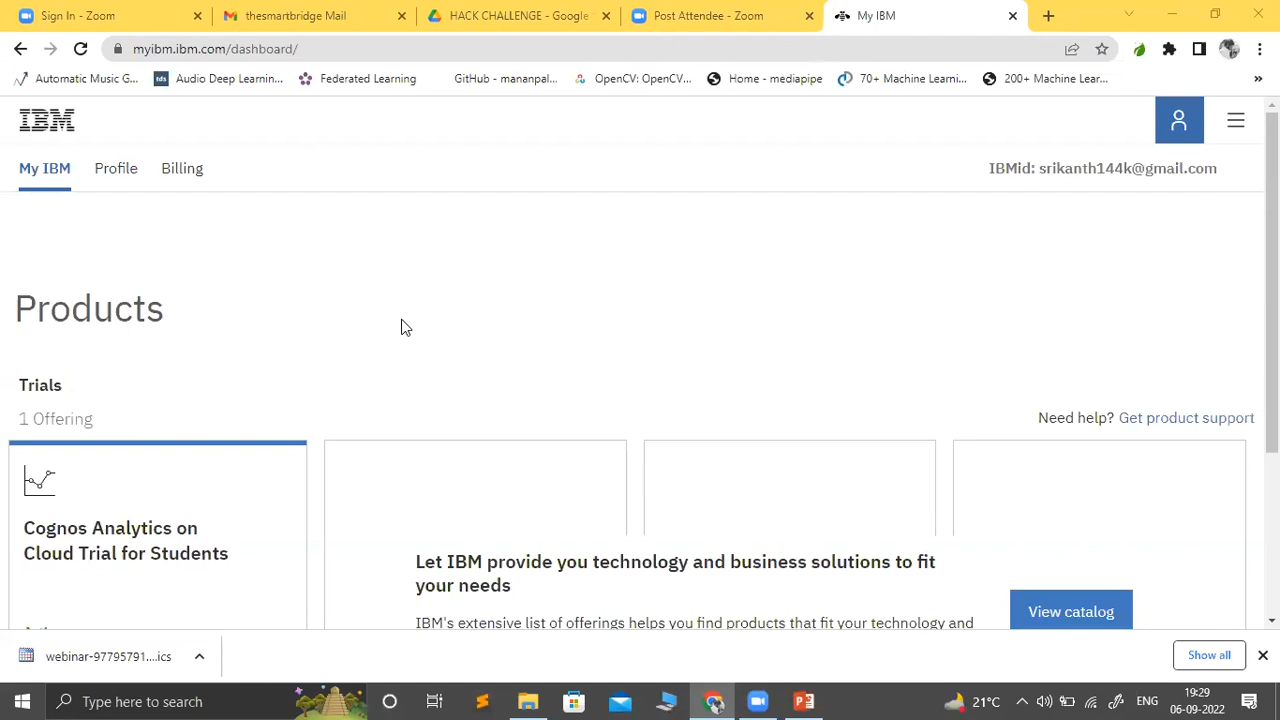 Sign In - Zoom
thesmartbridge Mail
HACK CHALLENGE - Google
Post Attendee - Zoom
My IBM
myibm.ibm.com/dashboard/
Automatic Music G...
tds
Audio Deep Learnin...
Federated Learning
GitHub - mananpal...
OpenCV: OpenCV...
Home - mediapipe
70+ Machine Learni...
200+ Machine Lear...
IBM
My IBM
Profile
Billing
IBMid: srikanth144k@gmail.com
Products
Trials
1 Offering
Need help? Get product support
Cognos Analytics on
Cloud Trial for Students
Let IBM provide you technology and business solutions to fit
your needs
View catalog
IBM's extensive list of offerings helps you find products that fit your technology and
webinar-97795791....ics
Show all
Type here to search
21°C
ENG
19:29
06-09-2022